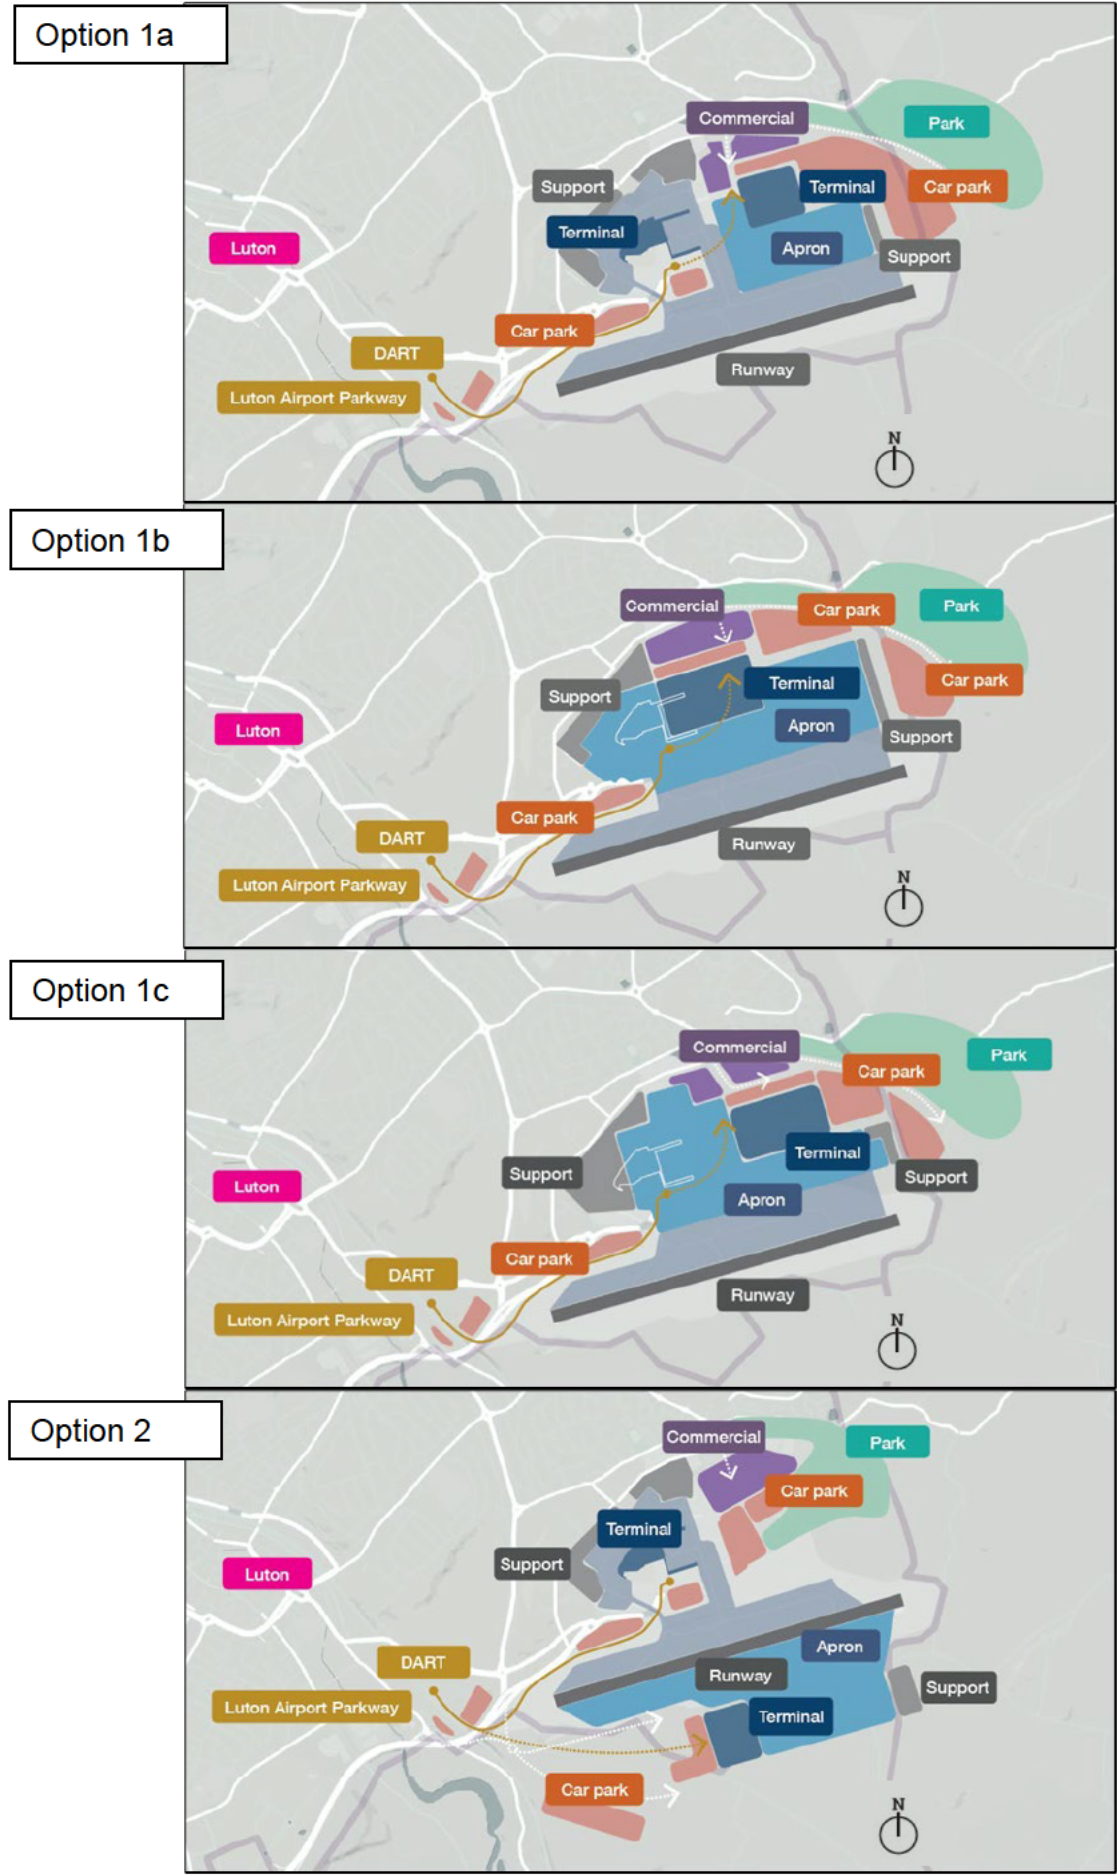 Option 1a
Commercial
Park
Support
Terminal
Car park
Terminal
Luton
Apron
Support
Car park
DART
Runway
Luton Airport Parkway
N
Option 1b
Commercial
Car park
Park
Support
Terminal
Car park
Luton
Apron
Support
Car park
DART
Runway
Luton Airport Parkway
N
Option 1c
Commercial
Car park
Park
Support
Terminal
Support
Luton
Apron
Car park
DART
Runway
Luton Airport Parkway
N
Option 2
Commercial
Park
Car park
Terminal
Support
Luton
Apron
DART
Runway
Support
Luton Airport Parkway
Terminal
Car park
N